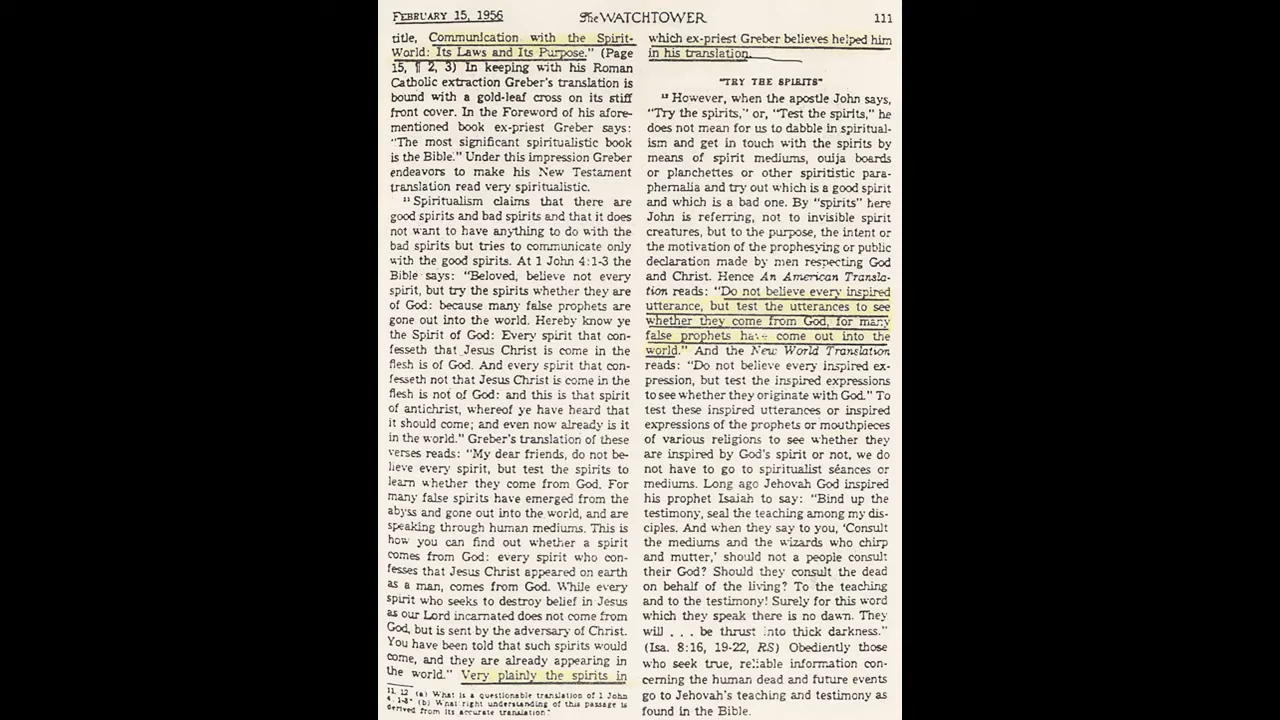 FEBRUARY 15, 1956 The WATCHTOWER 111
title, Communication with the Spirit-
World: Its Laws and Its Purpose." (Page
15, ¶ 2, 3) In keeping with his Roman
Catholic extraction Greber's translation is
bound with a gold-leaf cross on its stiff
front cover. In the Foreword of his afore-
mentioned book ex-priest Greber says:
"The most significant spiritualistic book
is the Bible." Under this impression Greber
endeavors to make his New Testament
translation read very spiritualistic.
11 Spiritualism claims that there are
good spirits and bad spirits and that it does
not want to have anything to do with the
bad spirits but tries to communicate only
with the good spirits. At 1 John 4:1-3 the
Bible says: "Beloved, believe not every
spirit, but try the spirits whether they are
of God: because many false prophets are
gone out into the world. Hereby know ye
the Spirit of God: Every spirit that con-
fesseth that Jesus Christ is come in the
flesh is of God. And every spirit that con-
fesseth not that Jesus Christ is come in the
flesh is not of God: and this is that spirit
of antichrist, whereof ye have heard that
it should come; and even now already is it
in the world." Greber's translation of these
verses reads: "My dear friends, do not be-
lieve every spirit, but test the spirits to
learn whether they come from God. For
many false spirits have emerged from the
abyss and gone out into the world, and are
speaking through human mediums. This is
how you can find out whether a spirit
comes from God: every spirit who con-
fesses that Jesus Christ appeared on earth
as a man, comes from God. While every
spirit who seeks to destroy belief in Jesus
as our Lord incarnated does not come from
God, but is sent by the adversary of Christ.
You have been told that such spirits would
come, and they are already appearing in
the world." Very plainly the spirits in
11, 12 (a) What is a questionable translation of 1 John
4:1-3? (b) What right understanding of this passage is
derived from its accurate translation?
which ex-priest Greber believes helped him
in his translation.
"TRY THE SPIRITS"
12 However, when the apostle John says,
"Try the spirits," or, "Test the spirits," he
does not mean for us to dabble in spiritual-
ism and get in touch with the spirits by
means of spirit mediums, ouija boards
or planchettes or other spiritistic para-
phernalia and try out which is a good spirit
and which is a bad one. By "spirits" here
John is referring, not to invisible spirit
creatures, but to the purpose, the intent or
the motivation of the prophesying or public
declaration made by men respecting God
and Christ. Hence An American Transla-
tion reads: "Do not believe every inspired
utterance, but test the utterances to see
whether they come from God, for many
false prophets have come out into the
world." And the New World Translation
reads: "Do not believe every inspired ex-
pression, but test the inspired expressions
to see whether they originate with God." To
test these inspired utterances or inspired
expressions of the prophets or mouthpieces
of various religions to see whether they
are inspired by God's spirit or not, we do
not have to go to spiritualist séances or
mediums. Long ago Jehovah God inspired
his prophet Isaiah to say: "Bind up the
testimony, seal the teaching among my dis-
ciples. And when they say to you, 'Consult
the mediums and the wizards who chirp
and mutter,' should not a people consult
their God? Should they consult the dead
on behalf of the living? To the teaching
and to the testimony! Surely for this word
which they speak there is no dawn. They
will . . . be thrust into thick darkness."
(Isa. 8:16, 19-22, RS) Obediently those
who seek true, reliable information con-
cerning the human dead and future events
go to Jehovah's teaching and testimony as
found in the Bible.